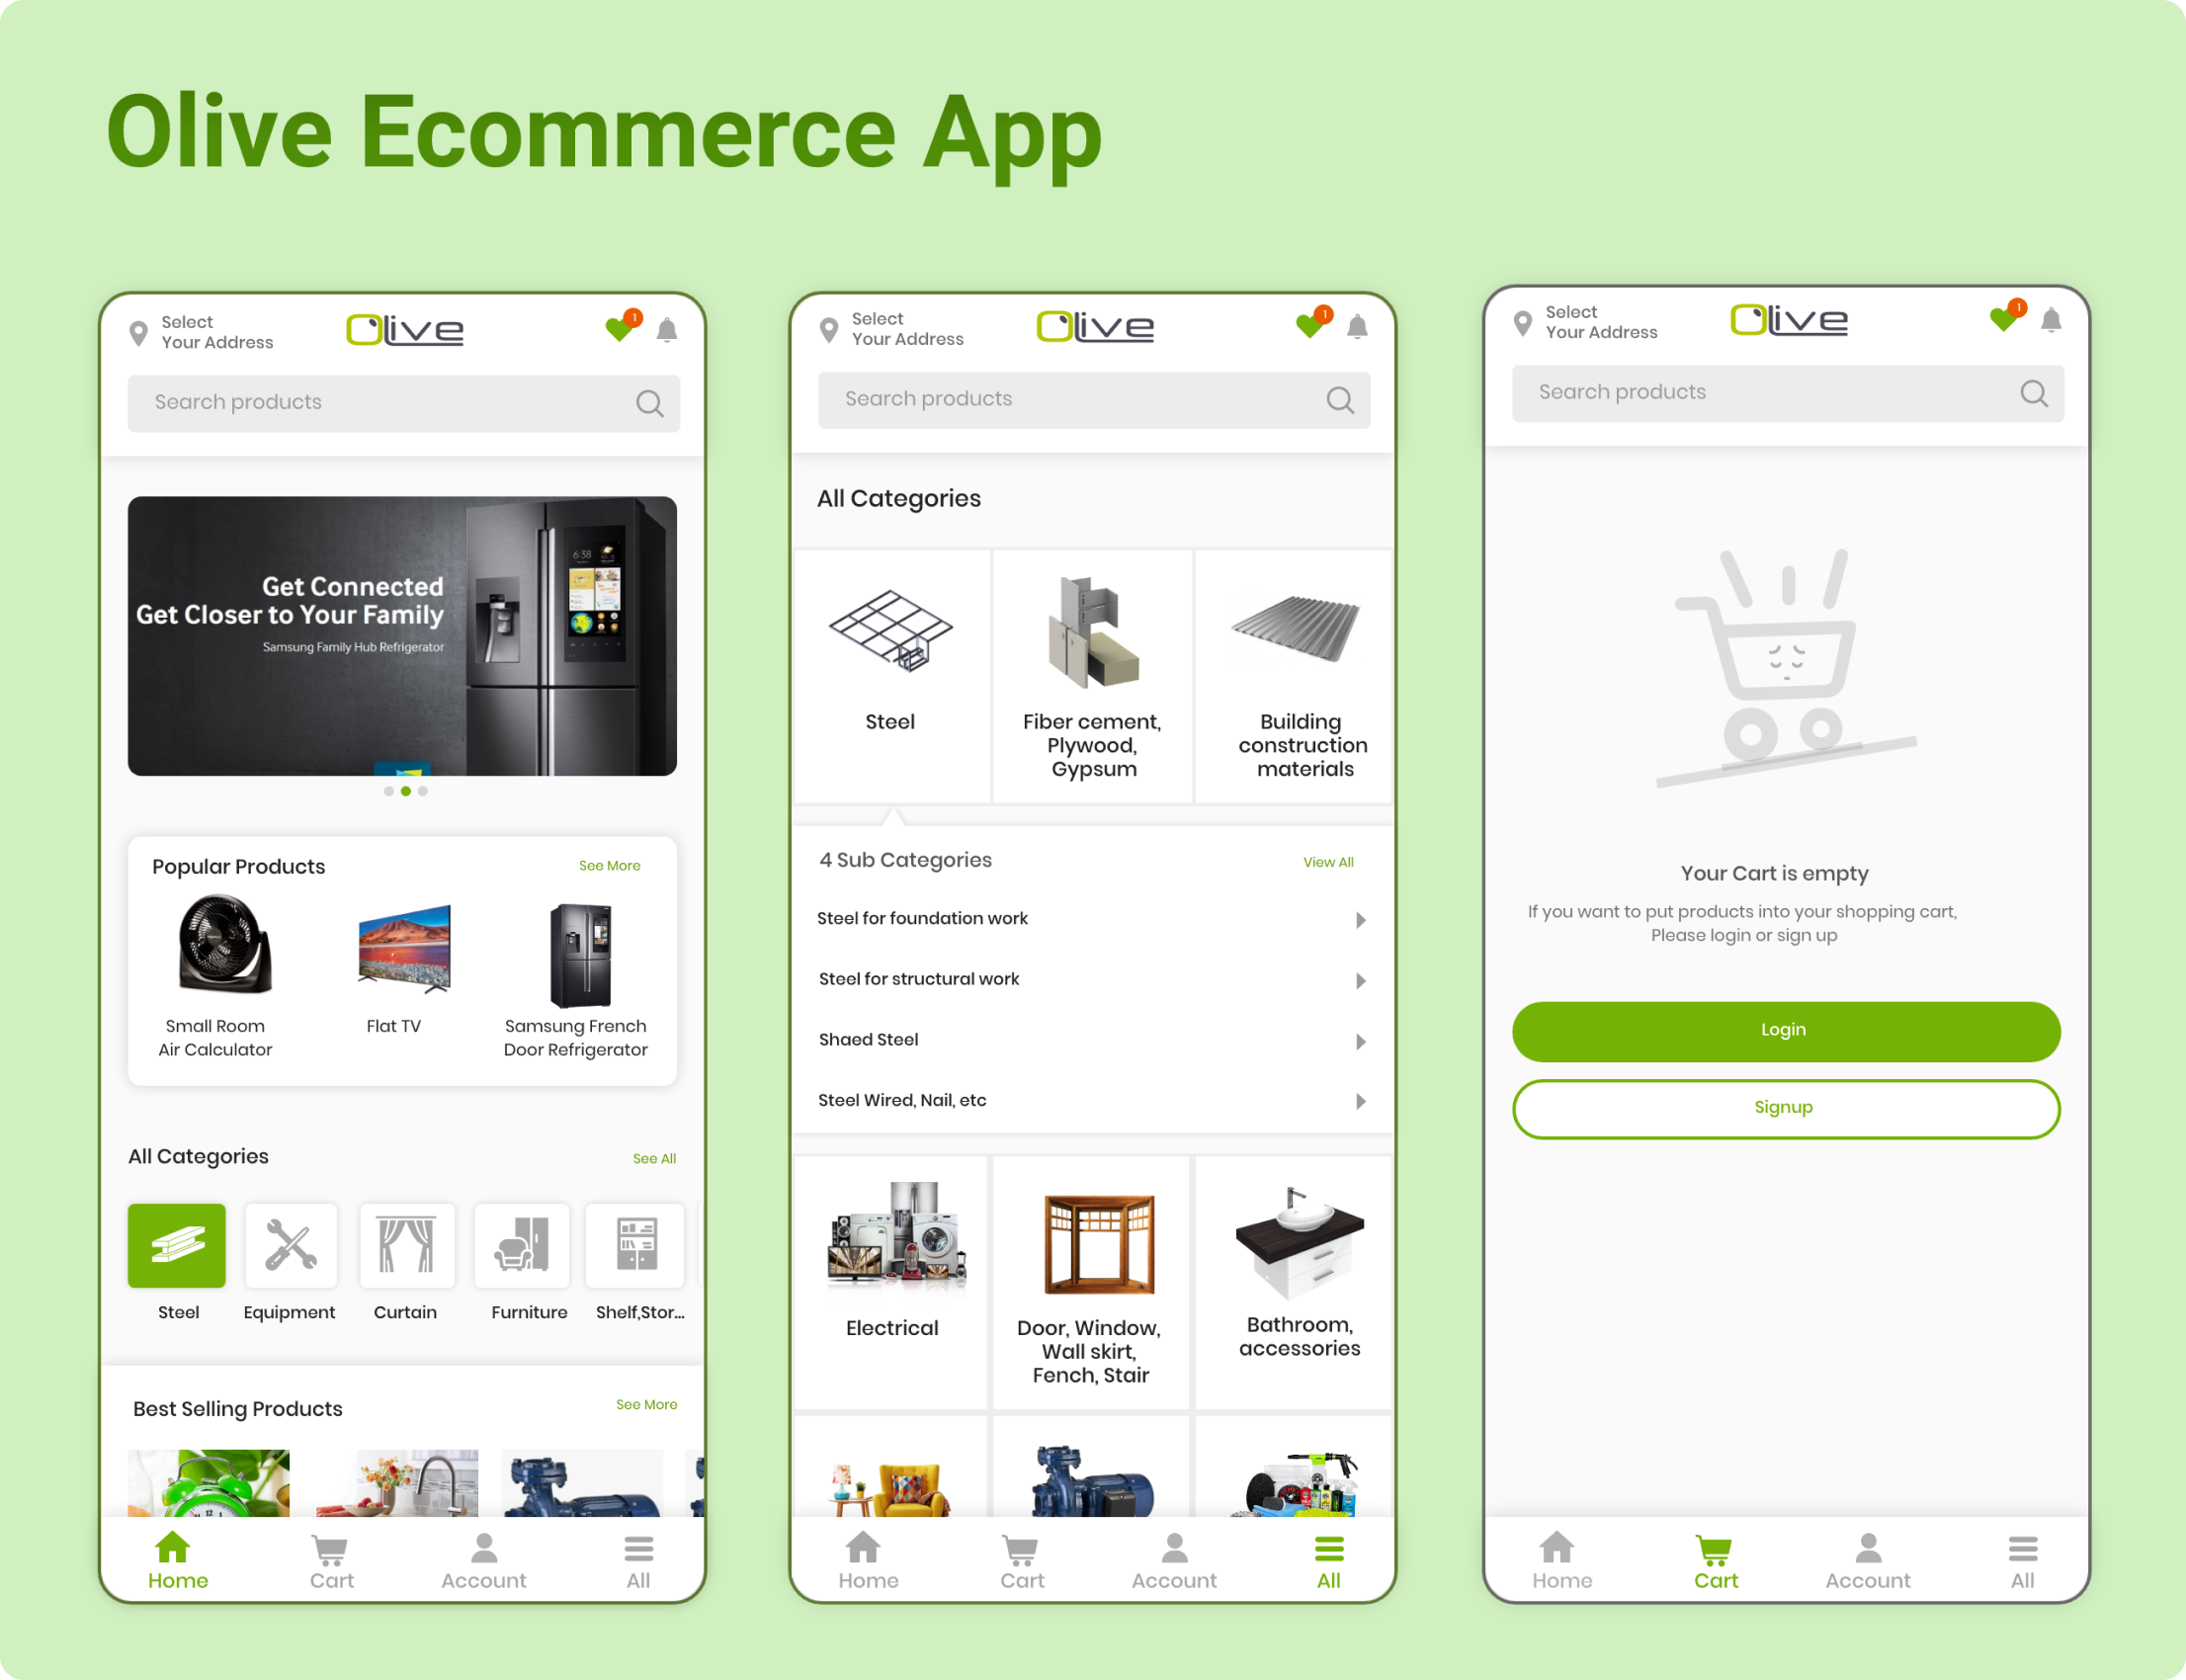 Olive Ecommerce App
Select
Your Address
Olive
1
Search products
Get Connected
Get Closer to Your Family
Samsung Family Hub Refrigerator
6:38
Popular Products
See More
Small Room
Air Calculator
Flat TV
Samsung French
Door Refrigerator
All Categories
See All
Steel
Equipment
Curtain
Furniture
Shelf,Stor...
Best Selling Products
See More
Home
Cart
Account
All
Select
Your Address
Olive
1
Search products
All Categories
Steel
Fiber cement,
Plywood,
Gypsum
Building
construction
materials
4 Sub Categories
View All
Steel for foundation work
Steel for structural work
Shaed Steel
Steel Wired, Nail, etc
Electrical
Door, Window,
Wall skirt,
Fench, Stair
Bathroom,
accessories
Home
Cart
Account
All
Select
Your Address
Olive
1
Search products
Your Cart is empty
If you want to put products into your shopping cart,
Please login or sign up
Login
Signup
Home
Cart
Account
All